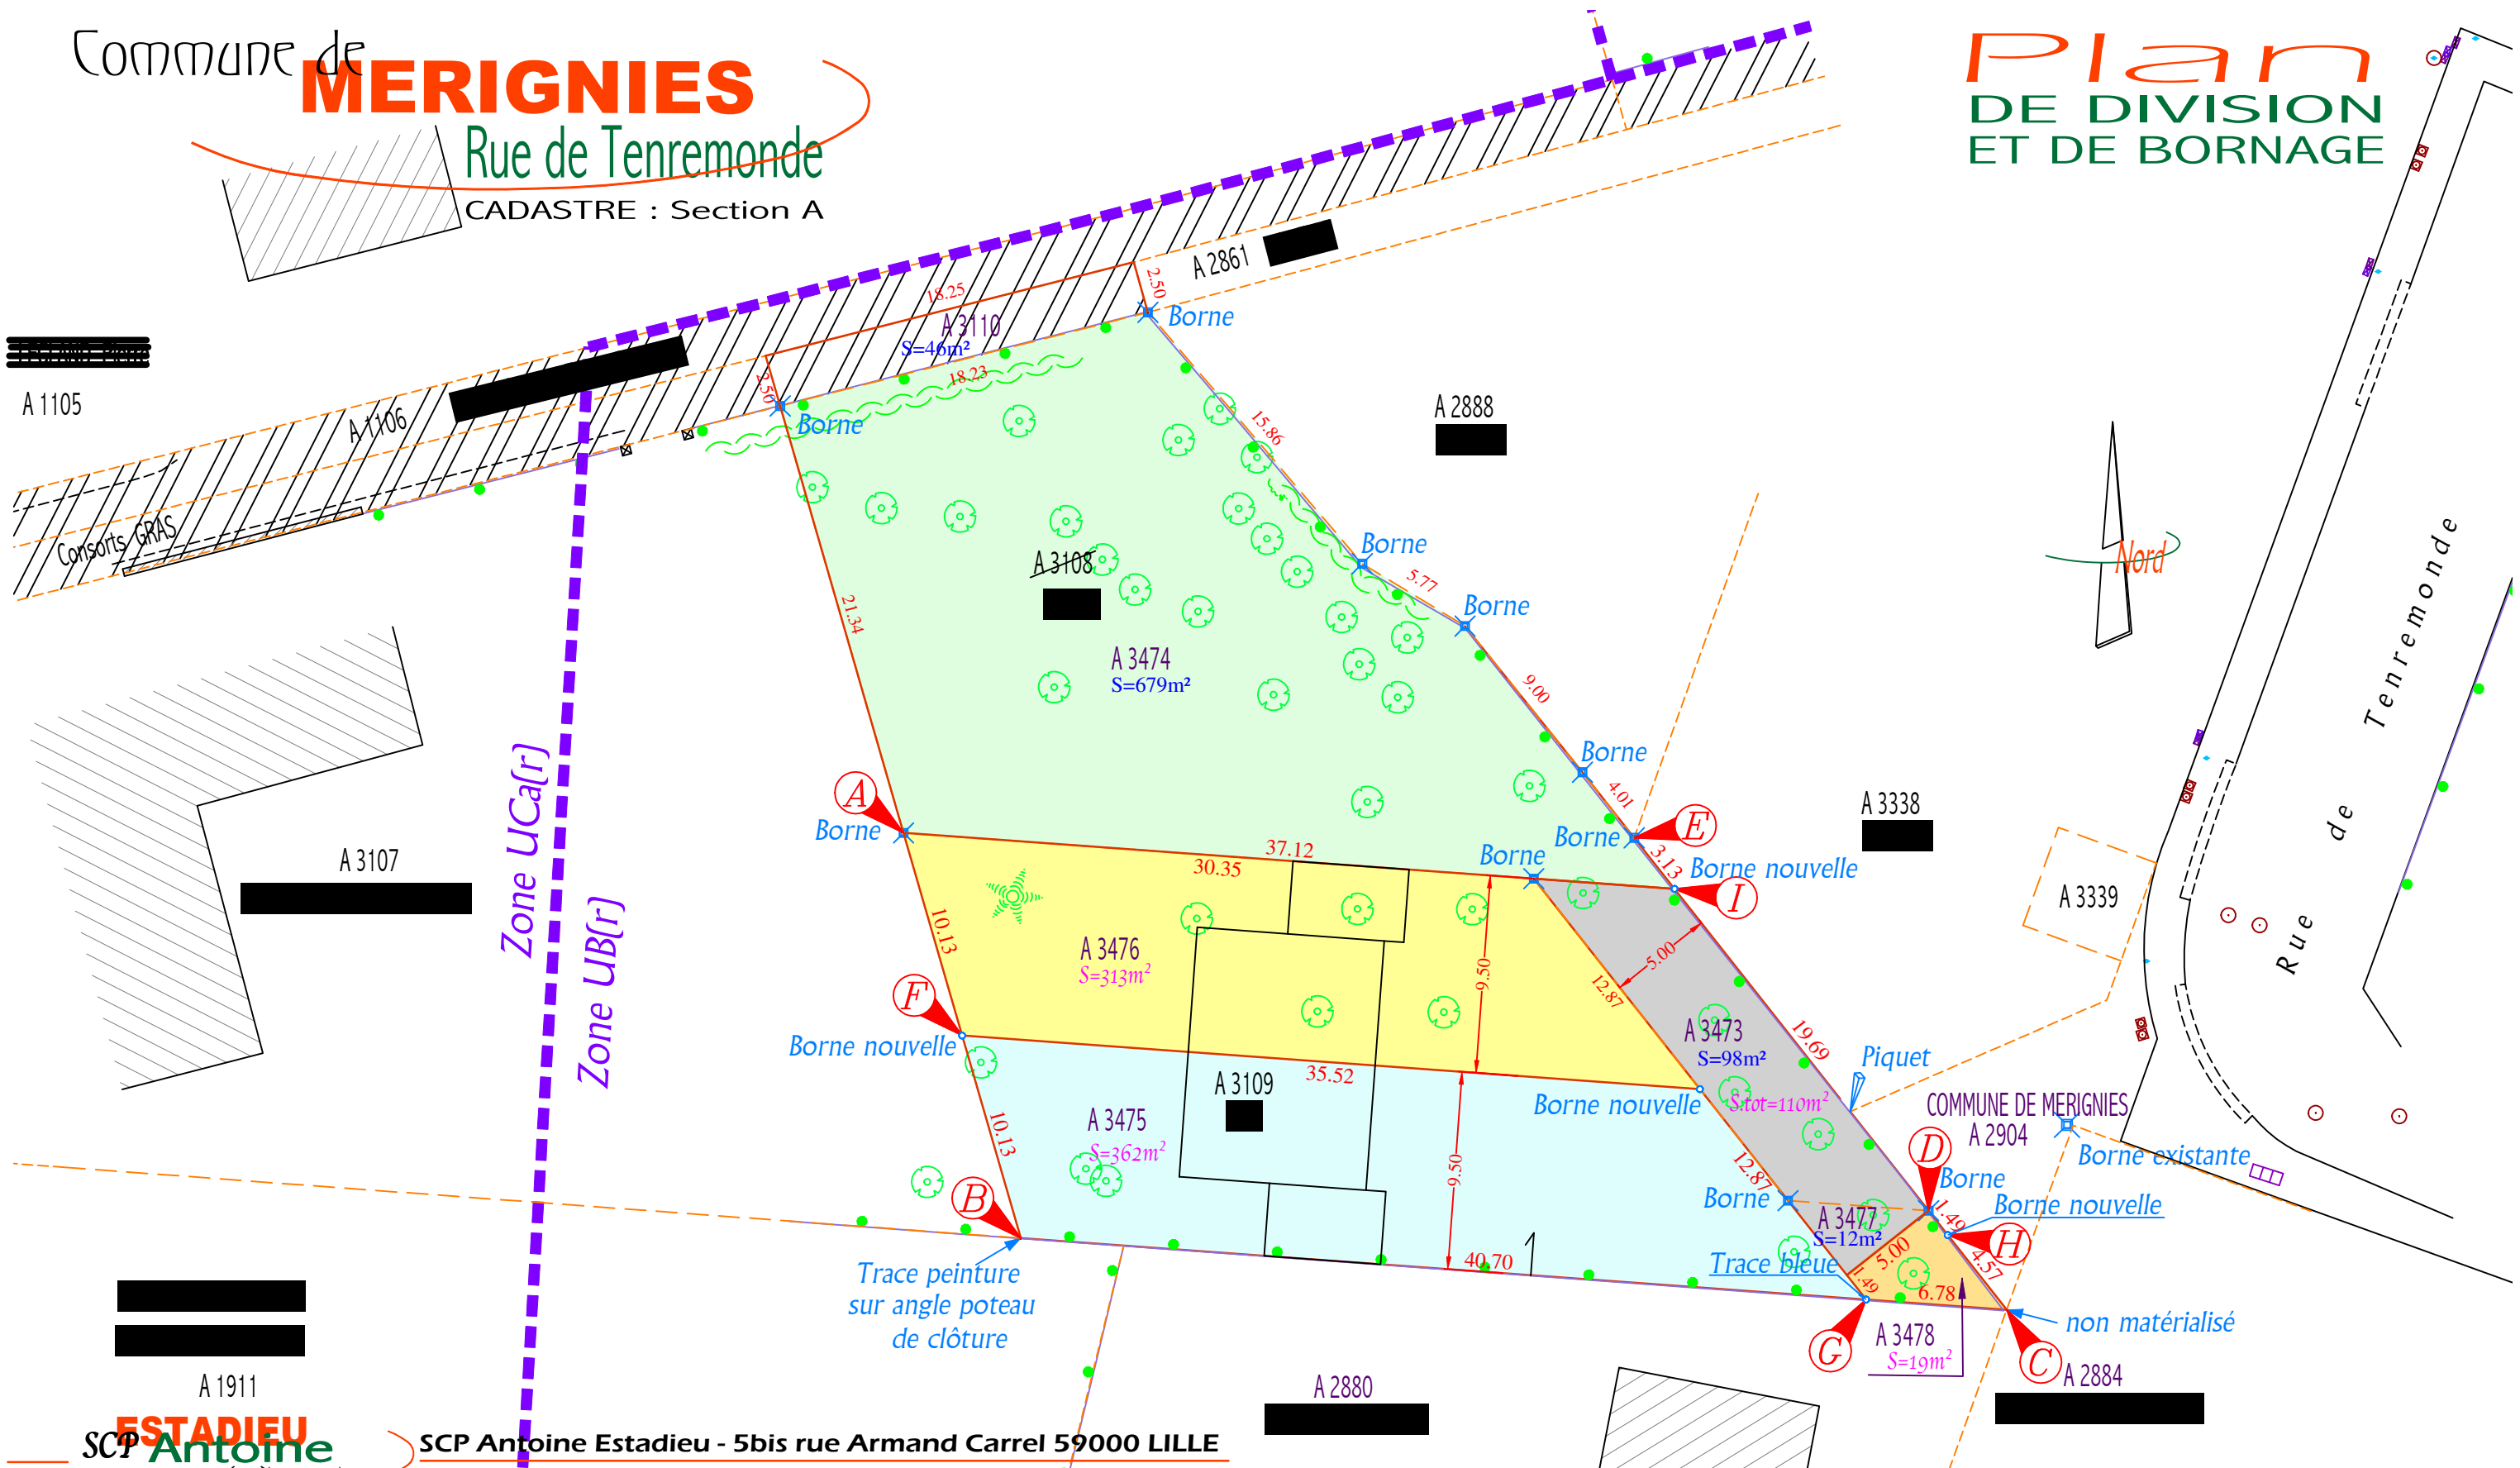 Commune de
MERIGNIES
Rue de Tenremonde
CADASTRE : Section A
Plan
DE DIVISION
ET DE BORNAGE
A 2861
2.50
18.25
Borne
A 3110
S=46m²
18.23
2.50
Borne
A 1105
A 1106
Consorts GRAS
15.86
A 2888
Borne
5.77
Borne
A 3108
21.34
A 3474
S=679m²
9.00
Nord
Rue de Tenremonde
Borne
4.01
A
Borne
E
Borne
3.13
A 3338
37.12
30.35
Borne
Borne nouvelle
I
A 3107
Zone UCa(r)
Zone UB(r)
A 3339
10.13
A 3476
S=313m²
9.50
5.00
12.87
F
Borne nouvelle
A 3473
S=98m²
19.69
Piquet
35.52
A 3109
Borne nouvelle
S.tot=110m²
COMMUNE DE MERIGNIES
A 2904
10.13
A 3475
S=362m²
9.50
12.87
D
Borne existante
Borne
Borne
1.49
Borne nouvelle
B
A 3477
S=12m²
H
5.00
4.57
Trace bleue
1.49
6.78
40.70
Trace peinture
sur angle poteau
de clôture
non matérialisé
G
A 3478
S=19m²
C
A 2884
A 2880
A 1911
ESTADIEU
SCP Antoine
SCP Antoine Estadieu - 5bis rue Armand Carrel 59000 LILLE